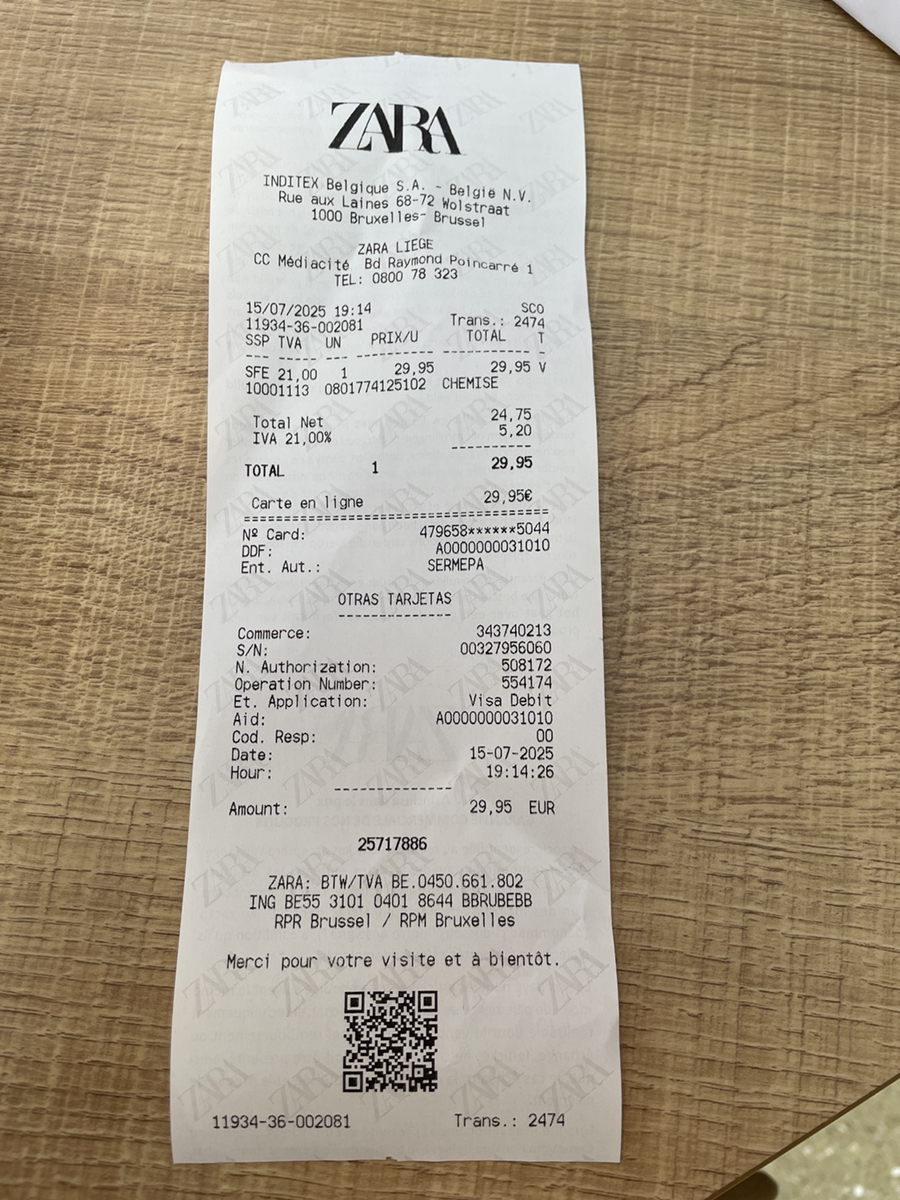 ZARA
INDITEX Belgique S.A. - Belgie N.V.
Rue aux Laines 68-72 Wolstraat
1000 Bruxelles- Brussel
ZARA LIEGE
CC Médiacité Bd Raymond Poincarré 1
TEL: 0800 78 323
15/07/2025 19:14 SCO
11934-36-002081 Trans.: 2474
SSP TVA UN PRIX/U TOTAL T
SFE 21,00 1 29,95 29,95 V
10001113 0801774125102 CHEMISE
Total Net 24,75
IVA 21,00% 5,20
TOTAL 1 29,95
Carte en ligne 29,95€
Nº Card: 479658******5044
DDF: A0000000031010
Ent. Aut.: SERMEPA
OTRAS TARJETAS
Commerce: 343740213
S/N: 00327956060
N. Authorization: 508172
Operation Number: 554174
Et. Application: Visa Debit
Aid: A0000000031010
Cod. Resp: 00
Date: 15-07-2025
Hour: 19:14:26
Amount: 29,95 EUR
25717886
ZARA: BTW/TVA BE.0450.661.802
ING BE55 3101 0401 8644 BBRUBEBB
RPR Brussel / RPM Bruxelles
Merci pour votre visite et à bientôt.
11934-36-002081 Trans.: 2474